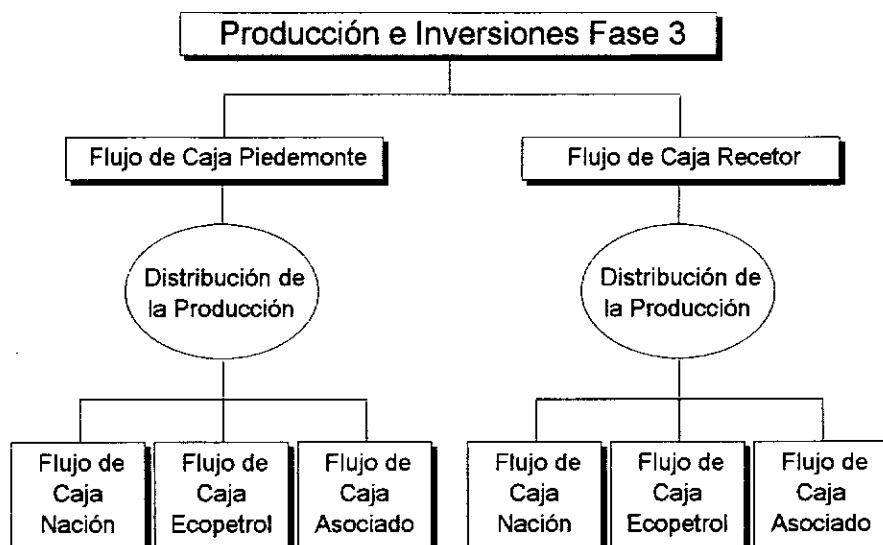 Producción e Inversiones Fase 3
Flujo de Caja Piedemonte
Flujo de Caja Recetor
Distribución de
la Producción
Distribución de
la Producción
Flujo de
Caja
Nación
Flujo de
Caja
Ecopetrol
Flujo de
Caja
Asociado
Flujo de
Caja
Nación
Flujo de
Caja
Ecopetrol
Flujo de
Caja
Asociado